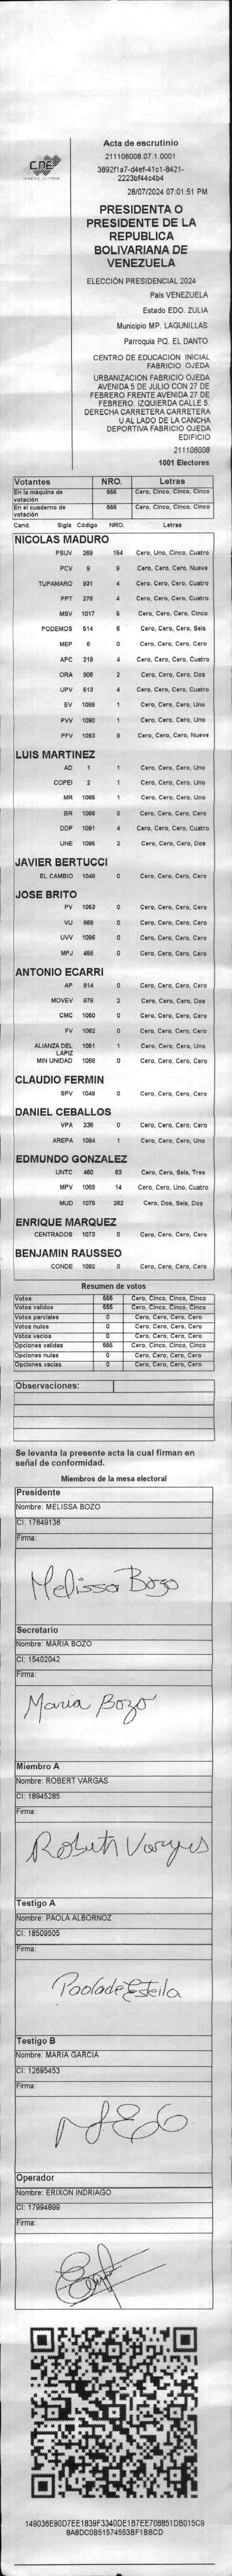 CNE
Acta de escrutinio
211106008.07.1.0001
3892f1a7-d4ef-41c1-8421-
2223bf44c4b4
28/07/2024 07:01:51 PM
PRESIDENTA O
PRESIDENTE DE LA
REPUBLICA
BOLIVARIANA DE
VENEZUELA
ELECCIÓN PRESIDENCIAL 2024
Pais VENEZUELA
Estado EDO. ZULIA
Municipio MP. LAGUNILLAS
Parroquia PQ. EL DANTO
CENTRO DE EDUCACION INICIAL
FABRICIO OJEDA
URBANIZACION FABRICIO OJEDA
AVENIDA 5 DE JULIO CON 27 DE
FEBRERO FRENTE AVENIDA 27 DE
FEBRERO. IZQUIERDA CALLE 5.
DERECHA CARRETERA CARRETERA
U AL LADO DE LA CANCHA
DEPORTIVA FABRICIO OJEDA
EDIFICIO
211106008
1001 Electores
Votantes NRO. Letras
En la máquina de votación 555 Cero, Cinco, Cinco, Cinco
En el cuaderno de votación 555 Cero, Cinco, Cinco, Cinco
Cand. Sigla Código NRO. Letras
NICOLAS MADURO
PSUV 269 154 Cero, Uno, Cinco, Cuatro
PCV 9 9 Cero, Cero, Cero, Nueve
TUPAMARO 931 4 Cero, Cero, Cero, Cuatro
PPT 276 4 Cero, Cero, Cero, Cuatro
MSV 1017 5 Cero, Cero, Cero, Cinco
PODEMOS 514 6 Cero, Cero, Cero, Seis
MEP 6 0 Cero, Cero, Cero, Cero
APC 219 4 Cero, Cero, Cero, Cuatro
ORA 906 2 Cero, Cero, Cero, Dos
UPV 613 4 Cero, Cero, Cero, Cuatro
EV 1089 1 Cero, Cero, Cero, Uno
PVV 1090 1 Cero, Cero, Cero, Uno
PFV 1093 9 Cero, Cero, Cero, Nueve
LUIS MARTINEZ
AD 1 1 Cero, Cero, Cero, Uno
COPEI 2 1 Cero, Cero, Cero, Uno
MR 1065 1 Cero, Cero, Cero, Uno
BR 1066 0 Cero, Cero, Cero, Cero
DDP 1091 4 Cero, Cero, Cero, Cuatro
UNE 1095 2 Cero, Cero, Cero, Dos
JAVIER BERTUCCI
EL CAMBIO 1048 0 Cero, Cero, Cero, Cero
JOSE BRITO
PV 1053 0 Cero, Cero, Cero, Cero
VU 868 0 Cero, Cero, Cero, Cero
UVV 1096 0 Cero, Cero, Cero, Cero
MPJ 458 0 Cero, Cero, Cero, Cero
ANTONIO ECARRI
AP 914 0 Cero, Cero, Cero, Cero
MOVEV 978 2 Cero, Cero, Cero, Dos
CMC 1050 0 Cero, Cero, Cero, Cero
FV 1062 0 Cero, Cero, Cero, Cero
ALIANZA DEL LAPIZ 1051 1 Cero, Cero, Cero, Uno
MIN UNIDAD 1068 0 Cero, Cero, Cero, Cero
CLAUDIO FERMIN
SPV 1049 0 Cero, Cero, Cero, Cero
DANIEL CEBALLOS
VPA 236 0 Cero, Cero, Cero, Cero
AREPA 1094 1 Cero, Cero, Cero, Uno
EDMUNDO GONZALEZ
UNTC 460 63 Cero, Cero, Seis, Tres
MPV 1069 14 Cero, Cero, Uno, Cuatro
MUD 1075 262 Cero, Dos, Seis, Dos
ENRIQUE MARQUEZ
CENTRADOS 1073 0 Cero, Cero, Cero, Cero
BENJAMIN RAUSSEO
CONDE 1092 0 Cero, Cero, Cero, Cero
Resumen de votos
Votos 555 Cero, Cinco, Cinco, Cinco
Votos validos 555 Cero, Cinco, Cinco, Cinco
Votos parciales 0 Cero, Cero, Cero, Cero
Votos nulos 0 Cero, Cero, Cero, Cero
Votos vacios 0 Cero, Cero, Cero, Cero
Opciones validas 555 Cero, Cinco, Cinco, Cinco
Opciones nulas 0 Cero, Cero, Cero, Cero
Opciones vacias 0 Cero, Cero, Cero, Cero
Observaciones:
Se levanta la presente acta la cual firman en
señal de conformidad.
Miembros de la mesa electoral
Presidente
Nombre: MELISSA BOZO
CI: 17649136
Firma:
Melissa Bozo
Secretario
Nombre: MARIA BOZO
CI: 15402042
Firma:
Maria Bozo
Miembro A
Nombre: ROBERT VARGAS
CI: 18945285
Firma:
Robert Vargas
Testigo A
Nombre: PAOLA ALBORNOZ
CI: 18509505
Firma:
Testigo B
Nombre: MARIA GARCIA
CI: 12695453
Firma:
Operador
Nombre: ERIXON INDRIAGO
CI: 17994899
Firma:
149036E90D7EE1839F3340DE1B7EE708851DB015C9
8A8DC0B51574553BF1BBCD